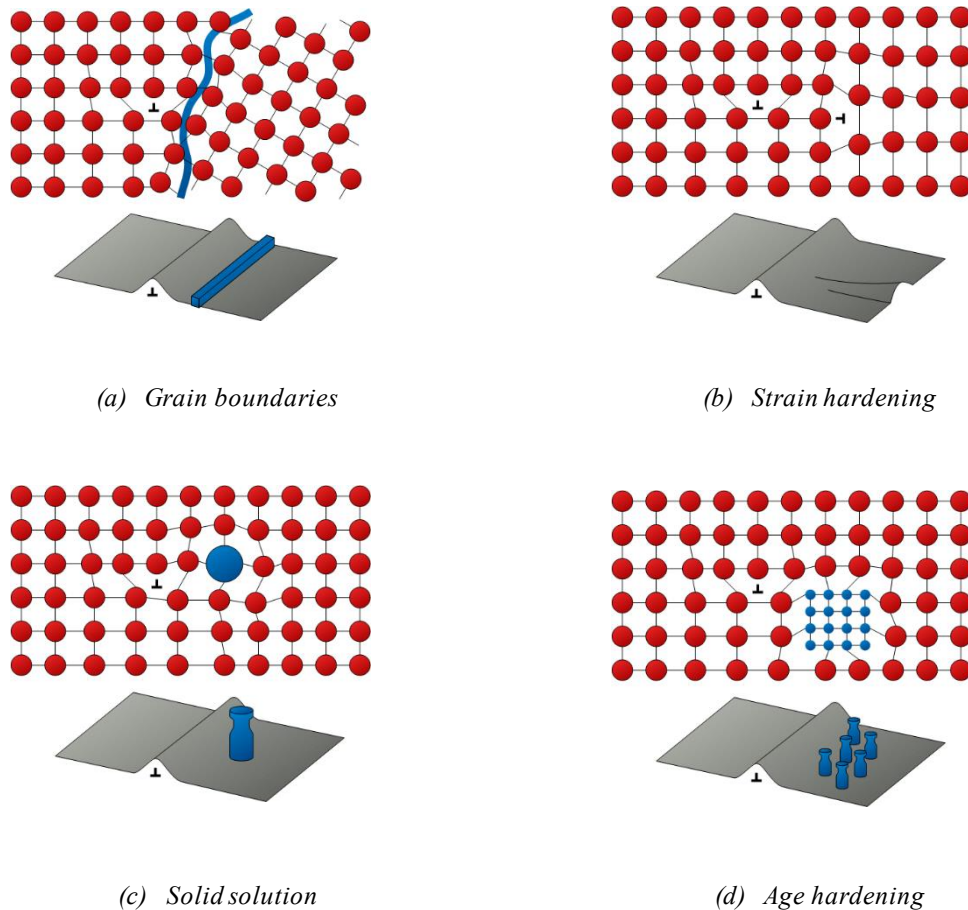 (a) Grain boundaries
(b) Strain hardening
(c) Solid solution
(d) Age hardening